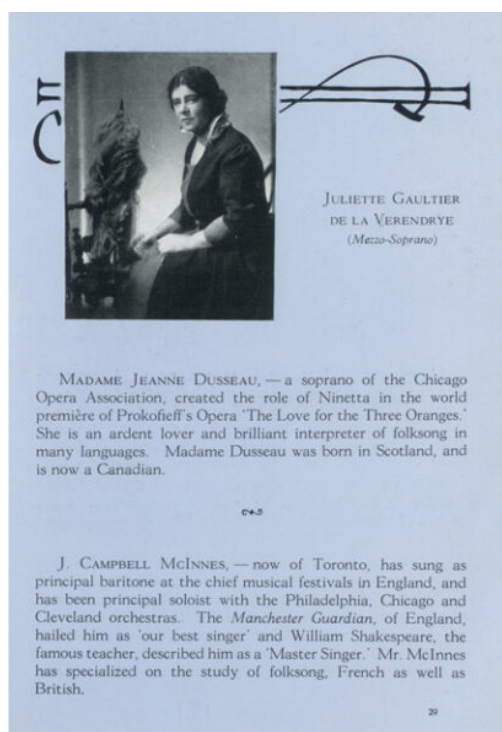 JULIETTE GAULTIER
DE LA VERENDRYE
(Mezzo-Soprano)
MADAME JEANNE DUSSEAU, — a soprano of the Chicago
Opera Association, created the role of Ninetta in the world
première of Prokofieff's Opera 'The Love for the Three Oranges.'
She is an ardent lover and brilliant interpreter of folksong in
many languages. Madame Dusseau was born in Scotland, and
is now a Canadian.
J. CAMPBELL MCINNES, — now of Toronto, has sung as
principal baritone at the chief musical festivals in England, and
has been principal soloist with the Philadelphia, Chicago and
Cleveland orchestras. The Manchester Guardian, of England,
hailed him as 'our best singer' and William Shakespeare, the
famous teacher, described him as a 'Master Singer.' Mr. McInnes
has specialized on the study of folksong, French as well as
British.
29